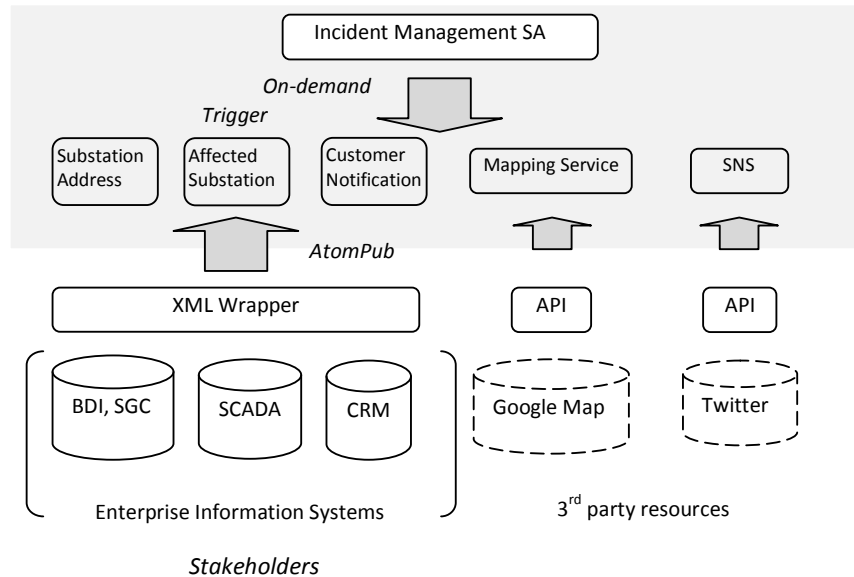 Incident Management SA
On-demand
Trigger
Substation Address
Affected Substation
Customer Notification
Mapping Service
SNS
AtomPub
XML Wrapper
API
API
BDI, SGC
SCADA
CRM
Google Map
Twitter
Enterprise Information Systems
3rd party resources
Stakeholders